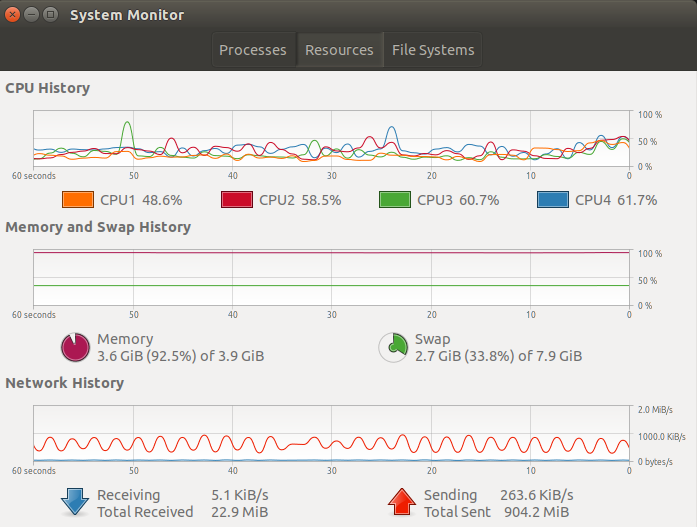 System Monitor
Processes Resources File Systems
CPU History
100 %
50 %
0 %
60 seconds 50 40 30 20 10 0
CPU1 48.6% CPU2 58.5% CPU3 60.7% CPU4 61.7%
Memory and Swap History
100 %
50 %
0 %
60 seconds 50 40 30 20 10 0
Memory Swap
3.6 GiB (92.5%) of 3.9 GiB 2.7 GiB (33.8%) of 7.9 GiB
Network History
2.0 MiB/s
1000.0 KiB/s
0 bytes/s
60 seconds 50 40 30 20 10 0
Receiving 5.1 KiB/s Sending 263.6 KiB/s
Total Received 22.9 MiB Total Sent 904.2 MiB